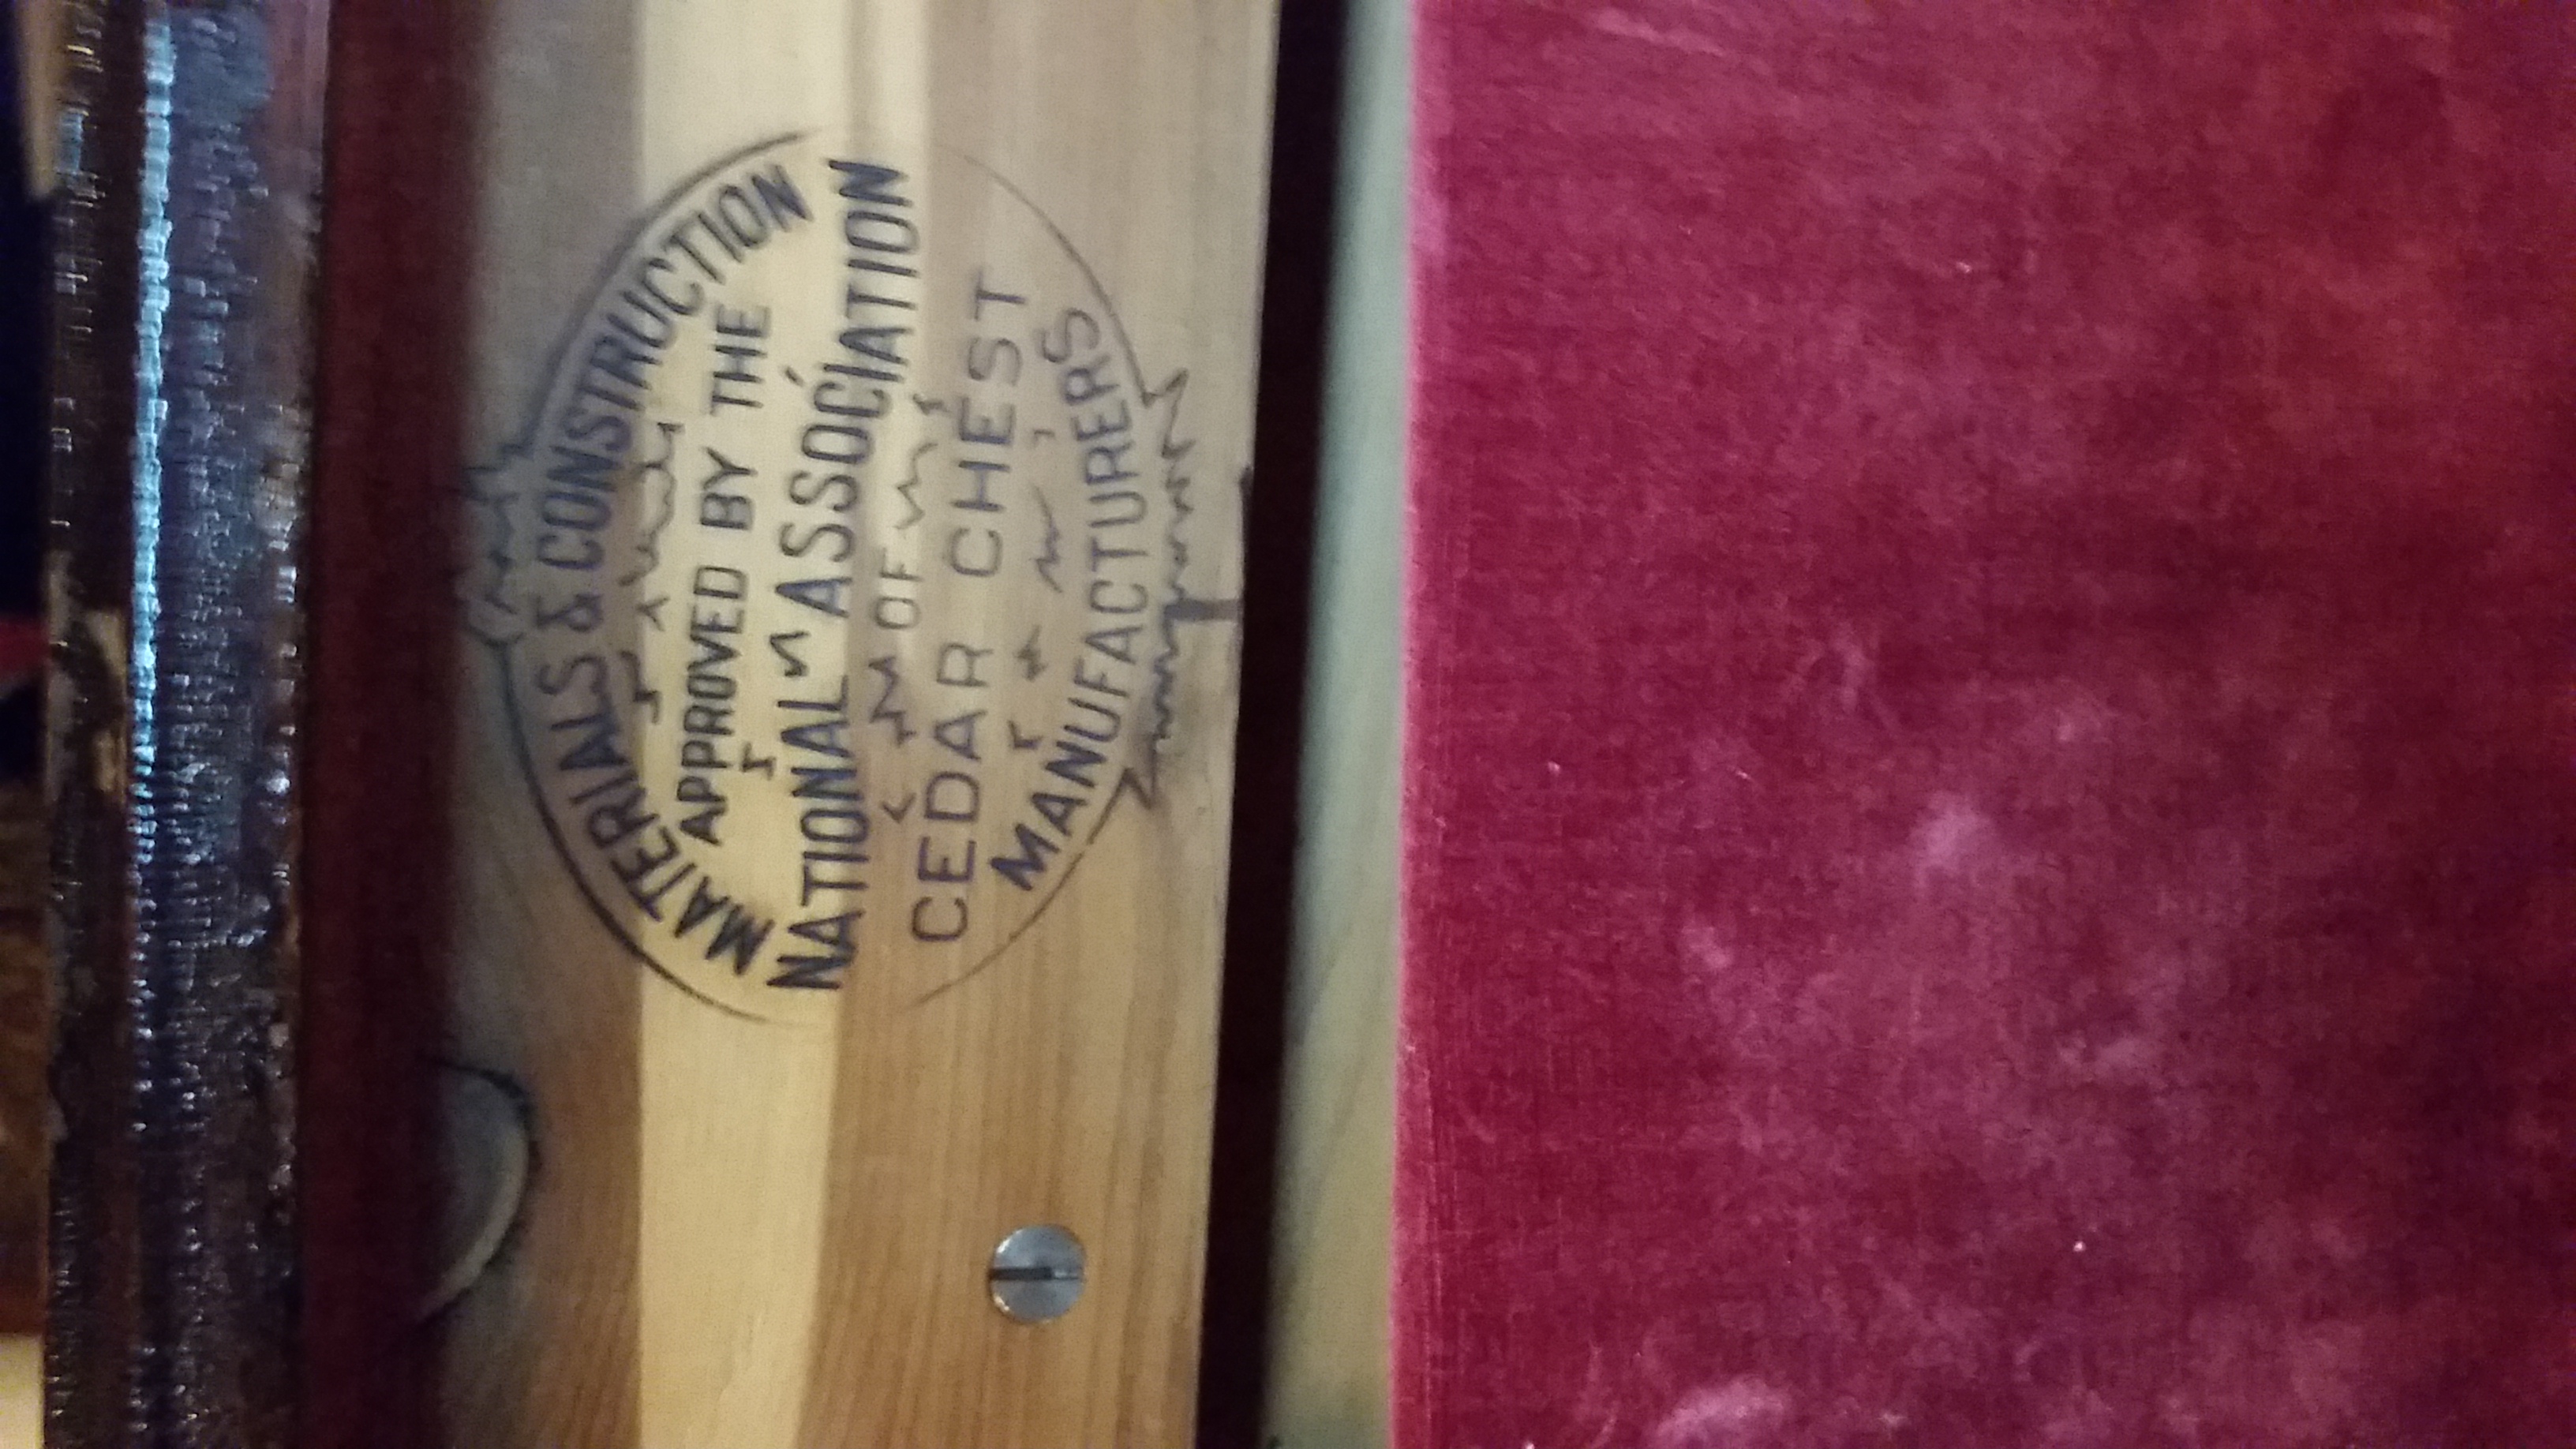 MATERIALS & CONSTRUCTION
APPROVED BY THE
NATIONAL ASSOCIATION
OF
CEDAR CHEST
MANUFACTURERS